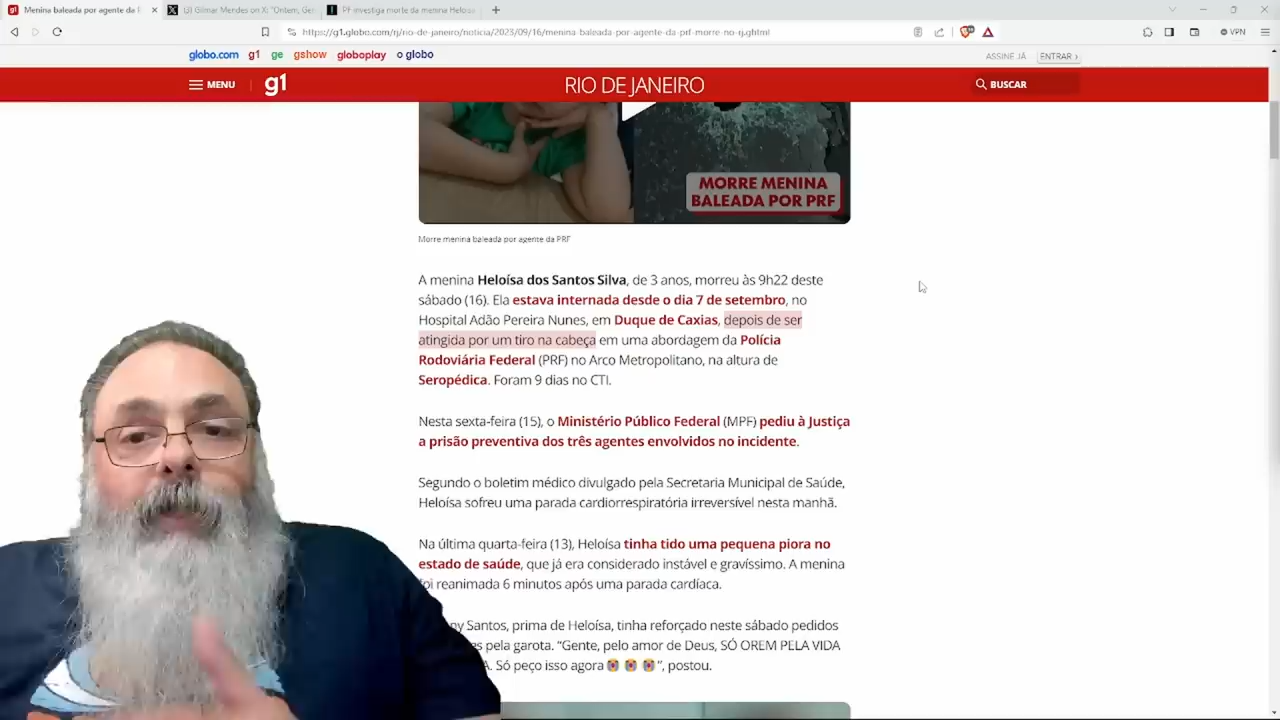 Menina baleada por agente da
(3) Gilmar Mendes on X: "Ontem, Ge
PF investiga morte da menina Heloísa
https://g1.globo.com/rj/rio-de-janeiro/noticia/2023/09/16/menina-baleada-por-agente-da-prf-morre-no-rj.ghtml
VPN
globo.com g1 ge gshow globoplay o globo
ASSINE JÁ ENTRAR
MENU g1 RIO DE JANEIRO BUSCAR
MORRE MENINA
BALEADA POR PRF
Morre menina baleada por agente da PRF
A menina Heloísa dos Santos Silva, de 3 anos, morreu às 9h22 deste
sábado (16). Ela estava internada desde o dia 7 de setembro, no
Hospital Adão Pereira Nunes, em Duque de Caxias, depois de ser
atingida por um tiro na cabeça em uma abordagem da Polícia
Rodoviária Federal (PRF) no Arco Metropolitano, na altura de
Seropédica. Foram 9 dias no CTI.
Nesta sexta-feira (15), o Ministério Público Federal (MPF) pediu à Justiça
a prisão preventiva dos três agentes envolvidos no incidente.
Segundo o boletim médico divulgado pela Secretaria Municipal de Saúde,
Heloísa sofreu uma parada cardiorrespiratória irreversível nesta manhã.
Na última quarta-feira (13), Heloísa tinha tido uma pequena piora no
estado de saúde, que já era considerado instável e gravíssimo. A menina
foi reanimada 6 minutos após uma parada cardíaca.
ny Santos, prima de Heloísa, tinha reforçado neste sábado pedidos
es pela garota. “Gente, pelo amor de Deus, SÓ OREM PELA VIDA
A. Só peço isso agora 😭 😭 😭”, postou.